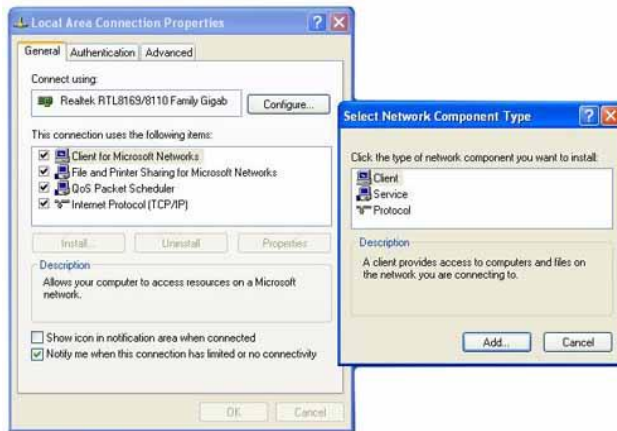 Local Area Connection Properties
General
Authentication
Advanced
Connect using:
Realtek RTL8169/8110 Family Gigab
Configure...
This connection uses the following items:
Client for Microsoft Networks
File and Printer Sharing for Microsoft Networks
QoS Packet Scheduler
Internet Protocol (TCP/IP)
Install...
Uninstall
Properties
Description
Allows your computer to access resources on a Microsoft
network.
Show icon in notification area when connected
Notify me when this connection has limited or no connectivity
OK
Cancel
Select Network Component Type
Click the type of network component you want to install:
Client
Service
Protocol
Description
A client provides access to computers and files on
the network you are connecting to.
Add...
Cancel